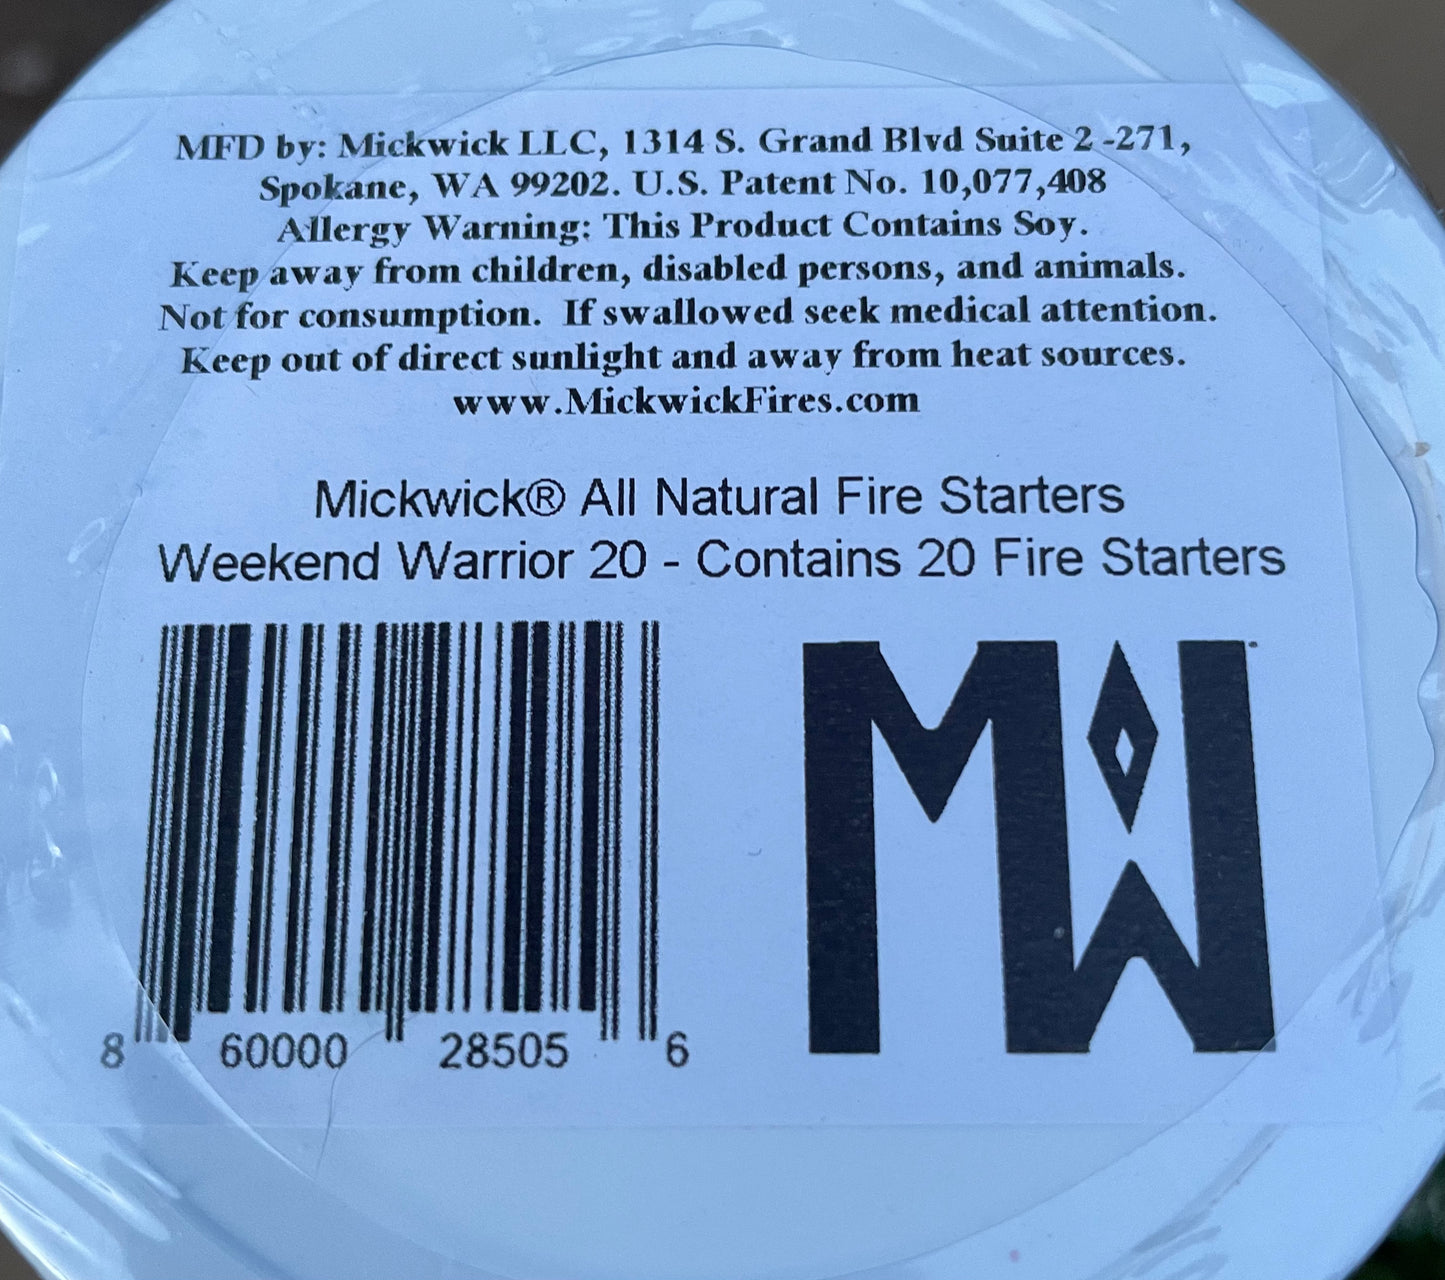 MFD by: Mickwick LLC, 1314 S. Grand Blvd Suite 2 -271,
Spokane, WA 99202. U.S. Patent No. 10,077,408
Allergy Warning: This Product Contains Soy.
Keep away from children, disabled persons, and animals.
Not for consumption. If swallowed seek medical attention.
Keep out of direct sunlight and away from heat sources.
www.MickwickFires.com
Mickwick® All Natural Fire Starters
Weekend Warrior 20 - Contains 20 Fire Starters
8 60000 28505 6
MW